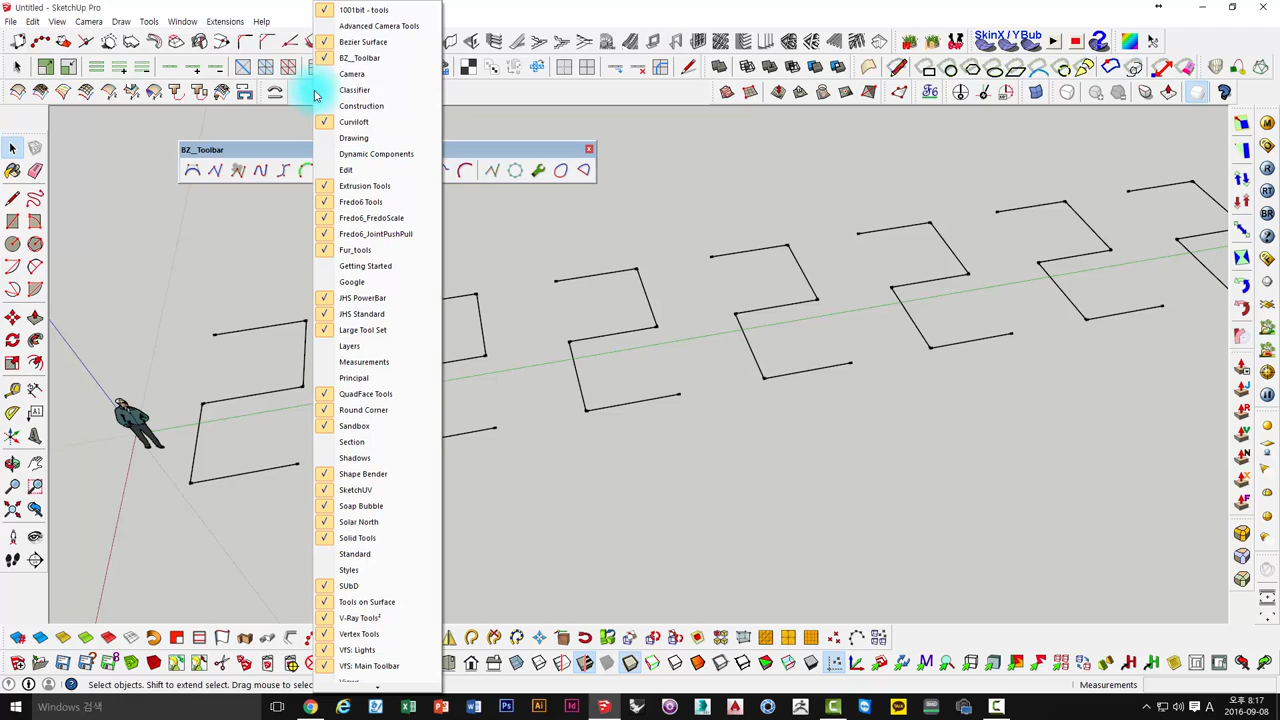 Untitled - SketchUp Pro
File Edit View Camera Draw Tools Window Extensions Help
1001bit - tools
Advanced Camera Tools
Bezier Surface
BZ__Toolbar
Camera
Classifier
Construction
Curviloft
Drawing
Dynamic Components
Edit
Extrusion Tools
Fredo6 Tools
Fredo6_FredoScale
Fredo6_JointPushPull
Fur_tools
Getting Started
Google
JHS PowerBar
JHS Standard
Large Tool Set
Layers
Measurements
Principal
QuadFace Tools
Round Corner
Sandbox
Section
Shadows
Shape Bender
SketchUV
Soap Bubble
Solar North
Solid Tools
Standard
Styles
SUbD
Tools on Surface
V-Ray Tools²
Vertex Tools
VfS: Lights
VfS: Main Toolbar
Views
SkinX / YBub
BZ__Toolbar
Select objects. Shift to extend select. Drag mouse to select
Measurements
Windows 검색
오후 8:17
2016-09-08